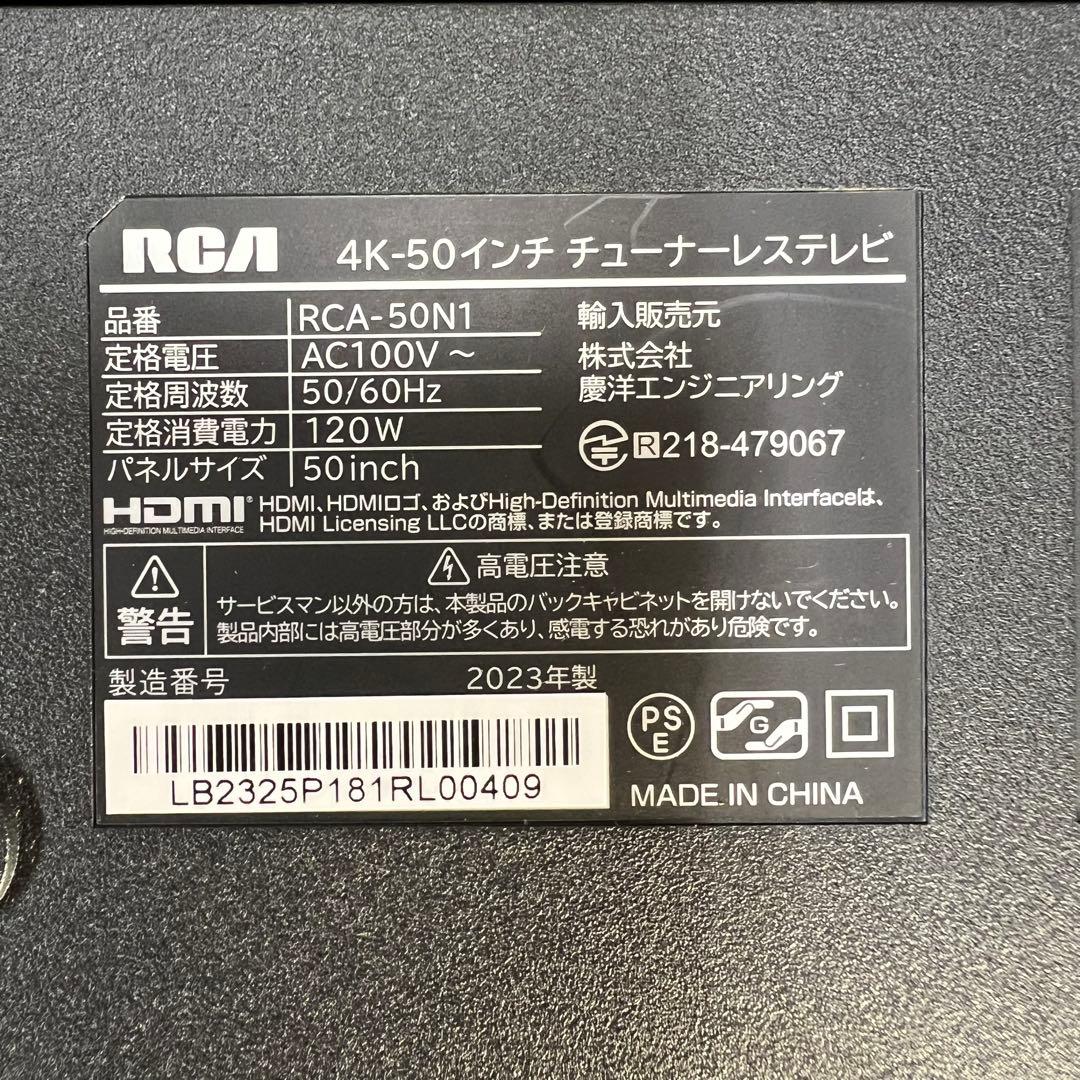 RCA 4K-50インチ チューナーレステレビ
品番 RCA-50N1
定格電圧 AC100V～
定格周波数 50/60Hz
定格消費電力 120W
パネルサイズ 50inch
輸入販売元
株式会社
慶洋エンジニアリング
R 218-479067
HDMI®
HIGH-DEFINITION MULTIMEDIA INTERFACE
HDMI、HDMIロゴ、およびHigh-Definition Multimedia Interfaceは、
HDMI Licensing LLCの商標、または登録商標です。
警告
高電圧注意
サービスマン以外の方は、本製品のバックキャビネットを開けないでください。
製品内部には高電圧部分が多くあり、感電する恐れがあり危険です。
製造番号 2023年製
LB2325P181RL00409
PS
E
G
MADE IN CHINA